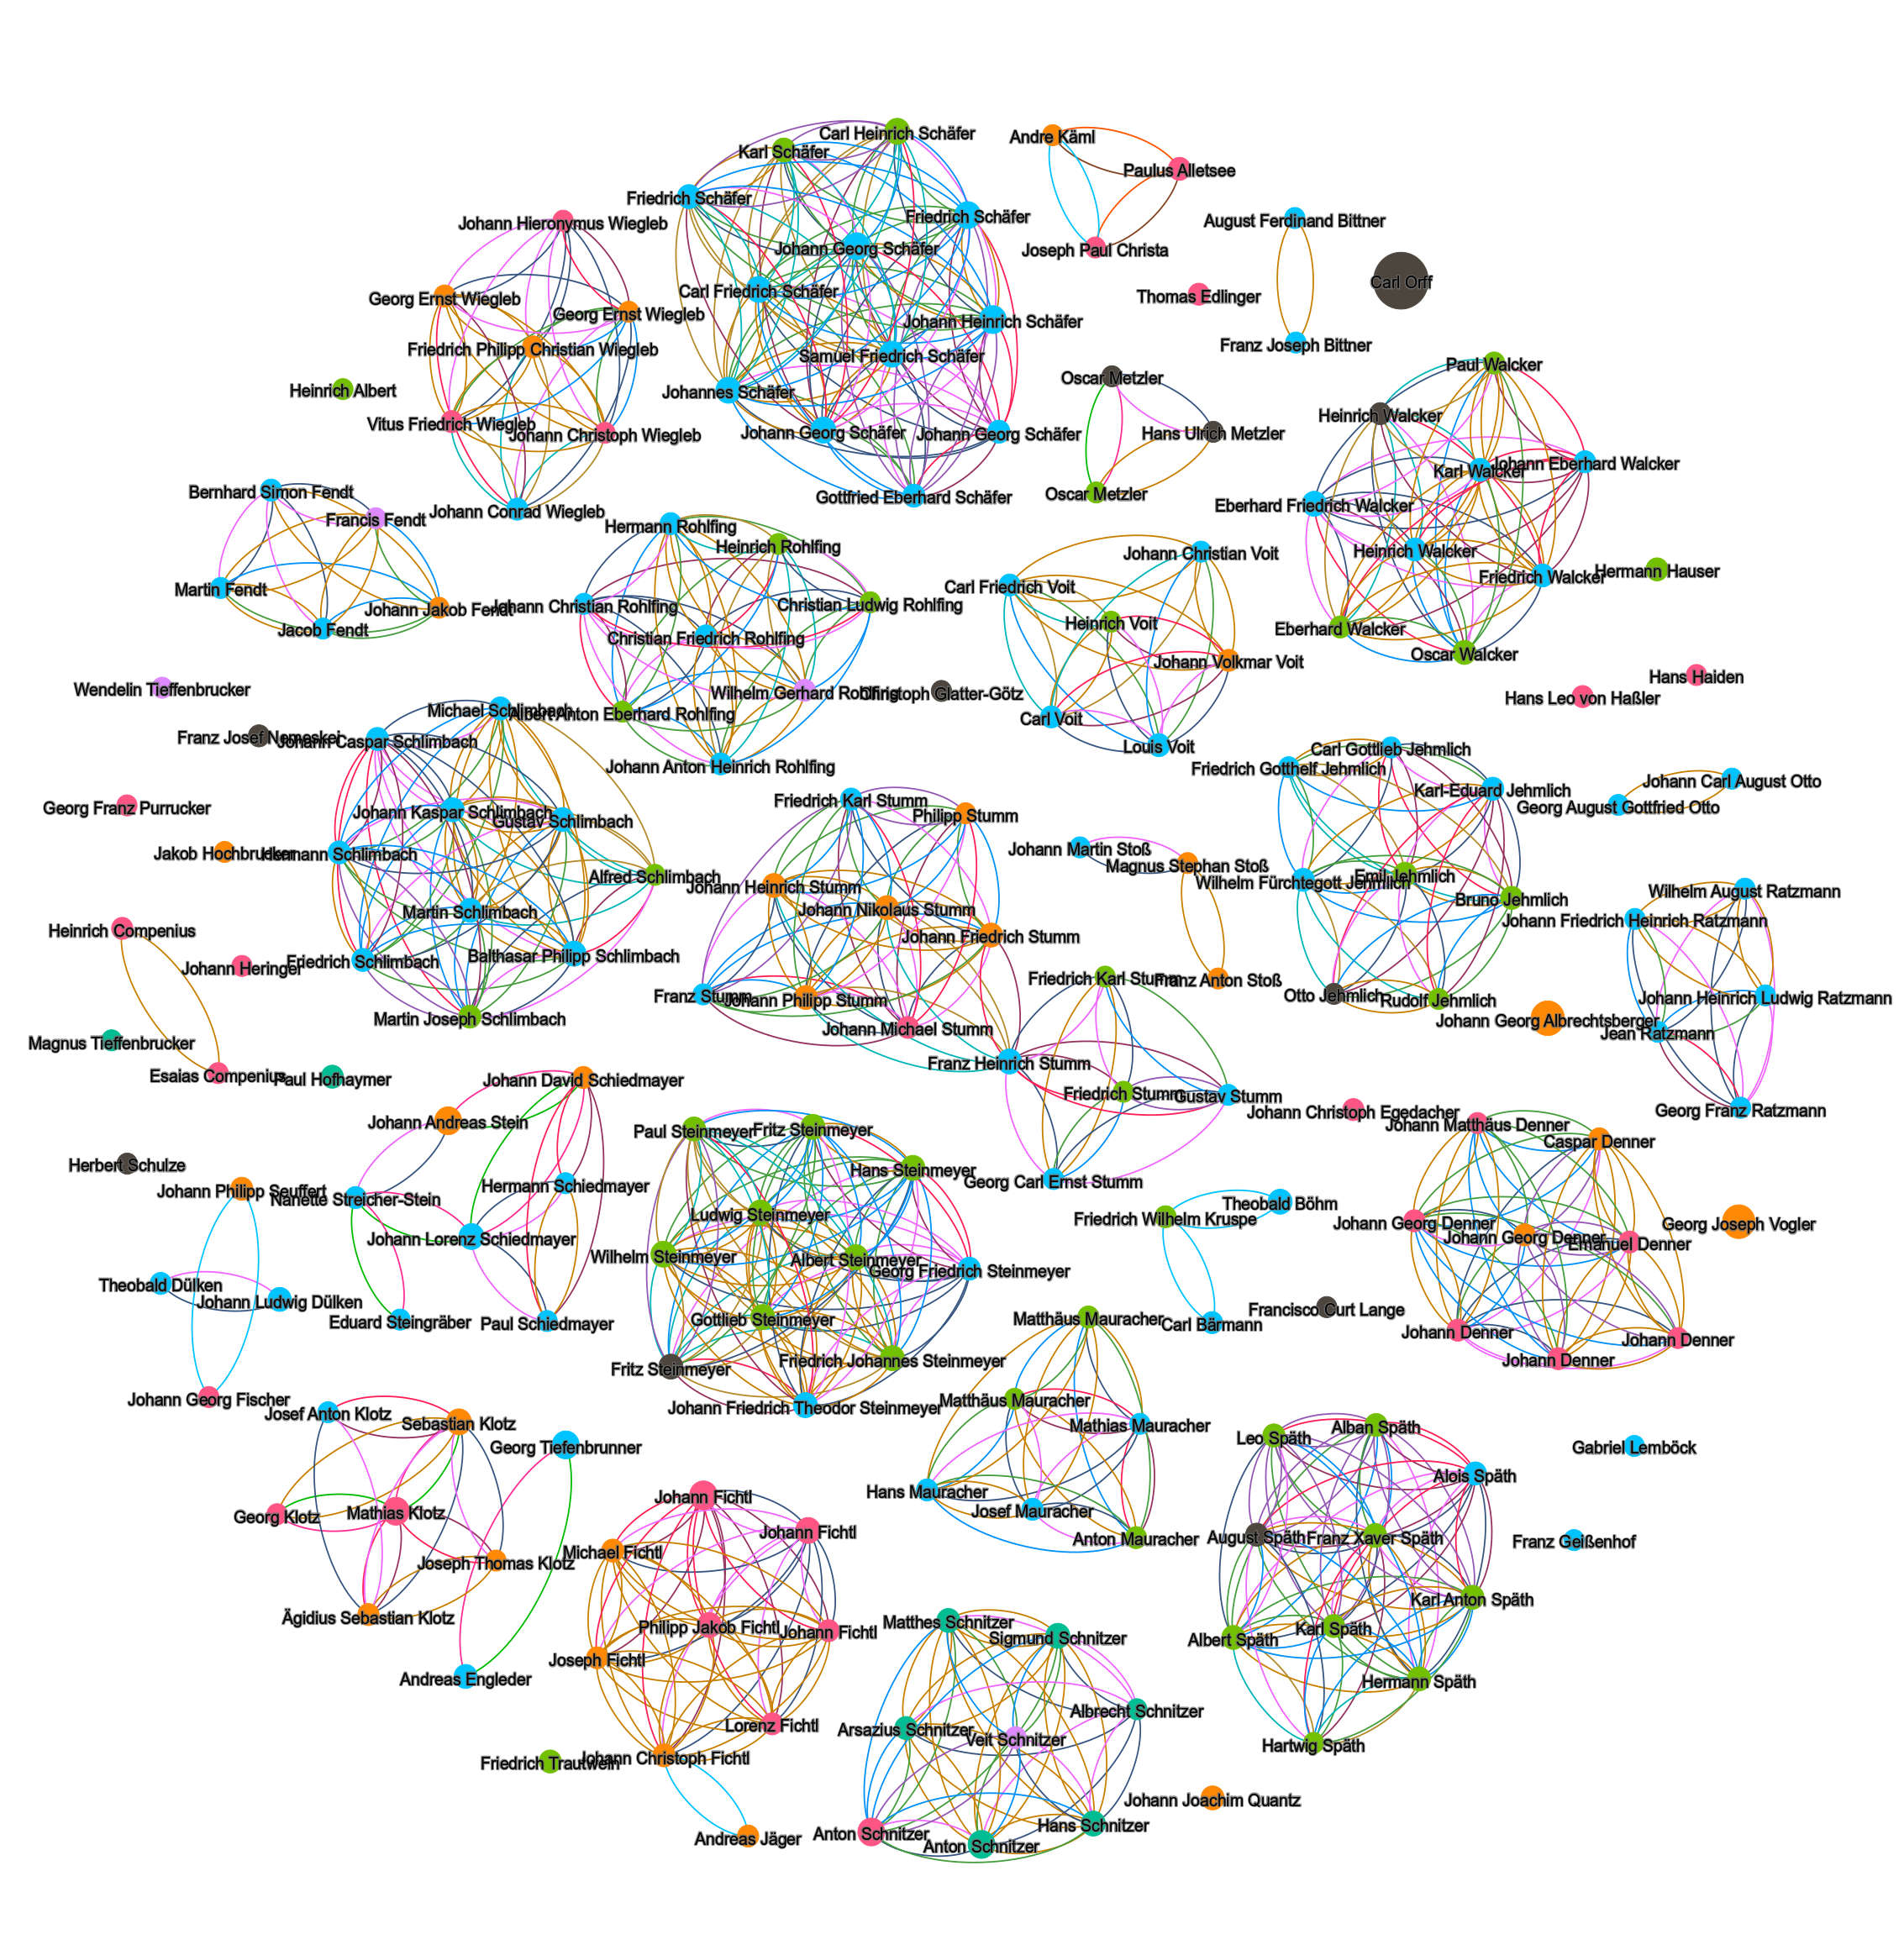 Carl Heinrich Schäfer
Andre Käml
Karl Schäfer
Paulus Alletsee
Friedrich Schäfer
Friedrich Schäfer
August Ferdinand Bittner
Johann Hieronymus Wiegleb
Johann Georg Schäfer
Joseph Paul Christa
Carl Orff
Carl Friedrich Schäfer
Thomas Edlinger
Georg Ernst Wiegleb
Georg Ernst Wiegleb
Johann Heinrich Schäfer
Franz Joseph Bittner
Friedrich Philipp Christian Wiegleb
Samuel Friedrich Schäfer
Paul Walcker
Heinrich Albert
Johannes Schäfer
Oscar Metzler
Heinrich Walcker
Vitus Friedrich Wiegleb
Johann Christoph Wiegleb
Johann Georg Schäfer
Johann Georg Schäfer
Hans Ulrich Metzler
Karl Walcker
Johann Eberhard Walcker
Bernhard Simon Fendt
Johann Conrad Wiegleb
Gottfried Eberhard Schäfer
Oscar Metzler
Eberhard Friedrich Walcker
Francis Fendt
Hermann Rohlfing
Heinrich Rohlfing
Johann Christian Voit
Heinrich Walcker
Martin Fendt
Carl Friedrich Voit
Friedrich Walcker
Hermann Hauser
Johann Jakob Fendt
Johann Christian Rohlfing
Christian Ludwig Rohlfing
Jacob Fendt
Christian Friedrich Rohlfing
Heinrich Voit
Eberhard Walcker
Johann Volkmar Voit
Oscar Walcker
Wendelin Tieffenbrucker
Wilhelm Gerhard Rohlfing
Christoph Glatter-Götz
Hans Haiden
Hans Leo von Haßler
Michael Schlimbach
Albert Anton Eberhard Rohlfing
Carl Voit
Franz Josef Nemeskei
Johann Caspar Schlimbach
Louis Voit
Carl Gottlieb Jehmlich
Johann Anton Heinrich Rohlfing
Friedrich Gotthelf Jehmlich
Johann Carl August Otto
Georg Franz Purrucker
Johann Kaspar Schlimbach
Gustav Schlimbach
Friedrich Karl Stumm
Philipp Stumm
Karl-Eduard Jehmlich
Georg August Gottfried Otto
Jakob Hochbrucker
Hermann Schlimbach
Johann Martin Stoß
Magnus Stephan Stoß
Alfred Schlimbach
Johann Heinrich Stumm
Wilhelm Fürchtegott Jehmlich
Emil Jehmlich
Wilhelm August Ratzmann
Martin Schlimbach
Johann Nikolaus Stumm
Bruno Jehmlich
Heinrich Compenius
Johann Friedrich Stumm
Johann Friedrich Heinrich Ratzmann
Johann Heringer
Friedrich Schlimbach
Balthasar Philipp Schlimbach
Friedrich Karl Stumm
Franz Anton Stoß
Franz Stumm
Johann Philipp Stumm
Otto Jehmlich
Rudolf Jehmlich
Johann Heinrich Ludwig Ratzmann
Martin Joseph Schlimbach
Johann Michael Stumm
Johann Georg Albrechtsberger
Jean Ratzmann
Magnus Tieffenbrucker
Franz Heinrich Stumm
Esaias Compenius
Paul Hofhaymer
Johann David Schiedmayer
Friedrich Stumm
Gustav Stumm
Johann Christoph Egedacher
Georg Franz Ratzmann
Johann Andreas Stein
Paul Steinmeyer
Fritz Steinmeyer
Johann Matthäus Denner
Caspar Denner
Herbert Schulze
Hans Steinmeyer
Johann Philipp Seuffert
Nanette Streicher-Stein
Hermann Schiedmayer
Georg Carl Ernst Stumm
Theobald Böhm
Ludwig Steinmeyer
Friedrich Wilhelm Kruspe
Johann Georg Denner
Georg Joseph Vogler
Johann Lorenz Schiedmayer
Johann Georg Denner
Emanuel Denner
Wilhelm Steinmeyer
Albert Steinmeyer
Georg Friedrich Steinmeyer
Theobald Dülken
Johann Ludwig Dülken
Francisco Curt Lange
Eduard Steingräber
Paul Schiedmayer
Gottlieb Steinmeyer
Matthäus Mauracher
Carl Bärmann
Johann Denner
Johann Denner
Fritz Steinmeyer
Friedrich Johannes Steinmeyer
Johann Denner
Johann Georg Fischer
Johann Friedrich Theodor Steinmeyer
Matthäus Mauracher
Josef Anton Klotz
Sebastian Klotz
Mathias Mauracher
Alban Späth
Georg Tiefenbrunner
Leo Späth
Gabriel Lemböck
Alois Späth
Hans Mauracher
Johann Fichtl
Josef Mauracher
Georg Klotz
Mathias Klotz
Johann Fichtl
Anton Mauracher
August Späth
Franz Xaver Späth
Franz Geißenhof
Michael Fichtl
Joseph Thomas Klotz
Karl Anton Späth
Ägidius Sebastian Klotz
Matthes Schnitzer
Philipp Jakob Fichtl
Johann Fichtl
Sigmund Schnitzer
Karl Späth
Albert Späth
Joseph Fichtl
Andreas Engleder
Hermann Späth
Albrecht Schnitzer
Lorenz Fichtl
Arsazius Schnitzer
Veit Schnitzer
Hartwig Späth
Friedrich Trautwein
Johann Christoph Fichtl
Johann Joachim Quantz
Hans Schnitzer
Andreas Jäger
Anton Schnitzer
Anton Schnitzer